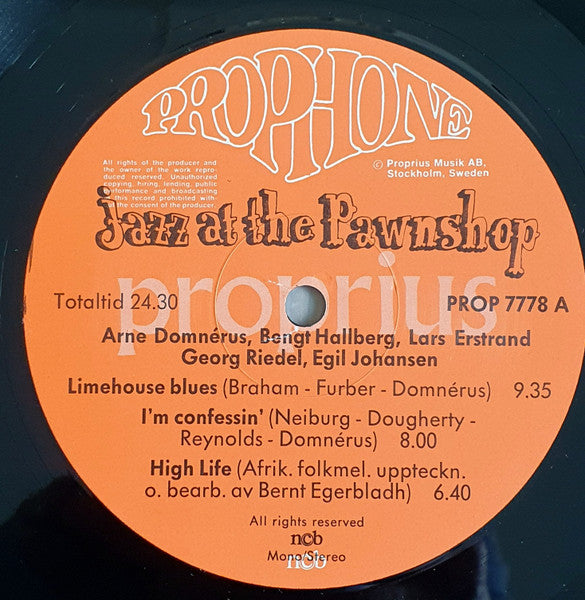 PROPHONE
All rights of the producer and
the owner of the work repro-
duced reserved. Unauthorized
copying, hiring, lending, public
performance and broadcasting
of this record prohibited with-
out the consent of the producer.
© Proprius Musik AB,
Stockholm, Sweden
Jazz at the Pawnshop
proprius
Totaltid 24.30
PROP 7778 A
Arne Domnérus, Bengt Hallberg, Lars Erstrand
Georg Riedel, Egil Johansen
Limehouse blues (Braham - Furber - Domnérus) 9.35
I'm confessin' (Neiburg - Dougherty -
Reynolds - Domnérus) 8.00
High Life (Afrik. folkmel. uppteckn.
o. bearb. av Bernt Egerbladh) 6.40
All rights reserved
ncb
Mono/Stereo
ncb